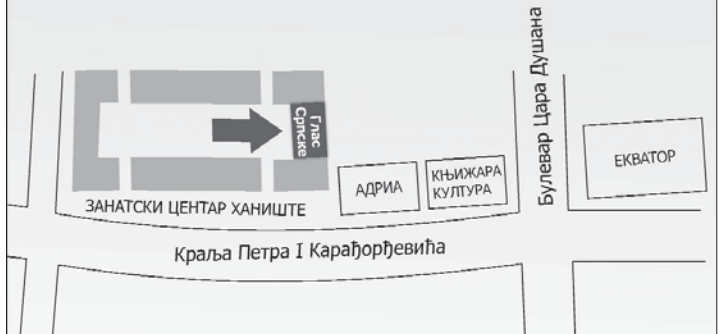 Булевар Цара Душана
Глас
Српске
АДРИА
КЊИЖАРА
КУЛТУРА
ЕКВАТОР
ЗАНАТСКИ ЦЕНТАР ХАНИШТЕ
Краља Петра I Карађорђевића